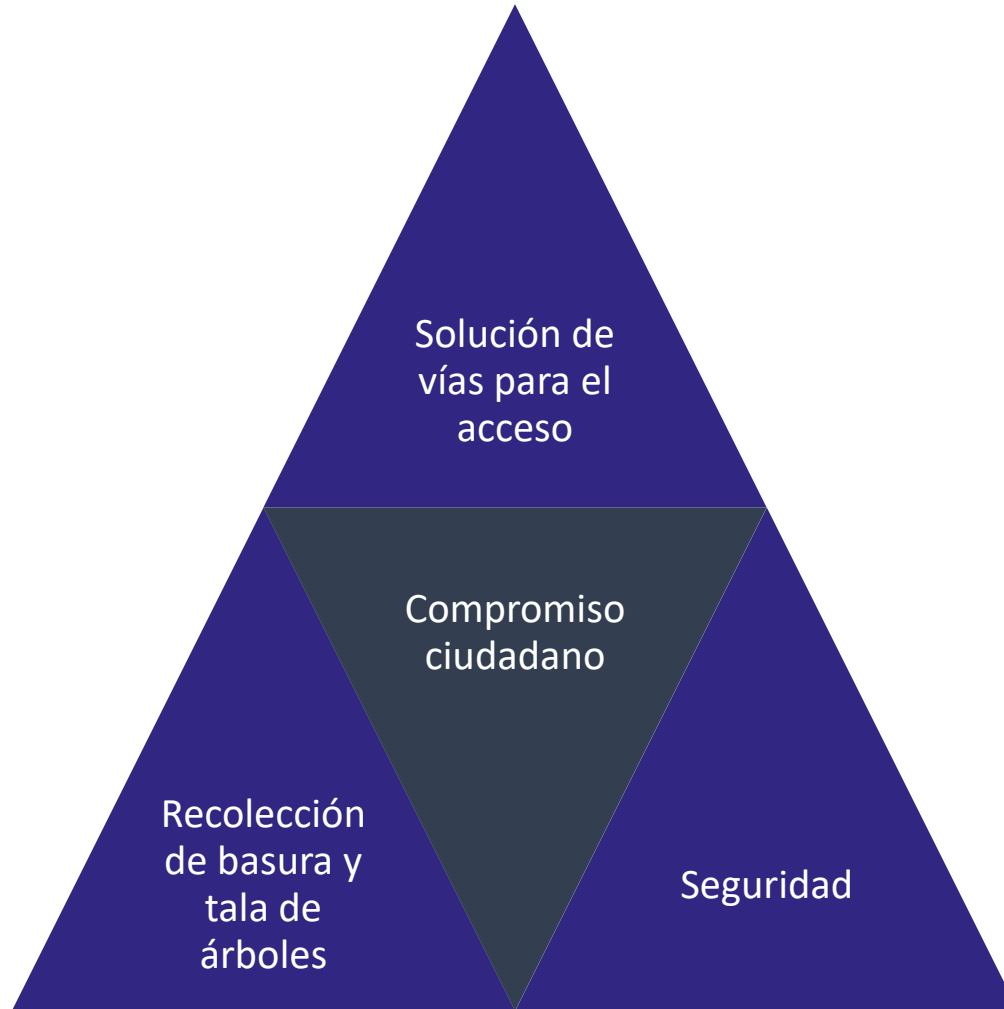 Solución de
vías para el
acceso
Compromiso
ciudadano
Recolección
de basura y
tala de
árboles
Seguridad